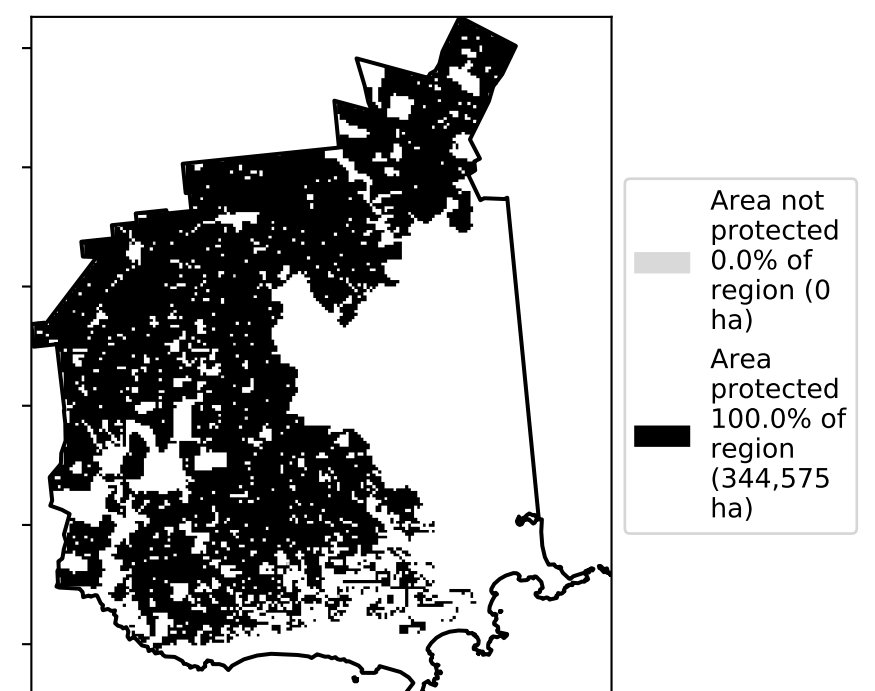 Area not
protected
0.0% of
region (0
ha)
Area
protected
100.0% of
region
(344,575
ha)